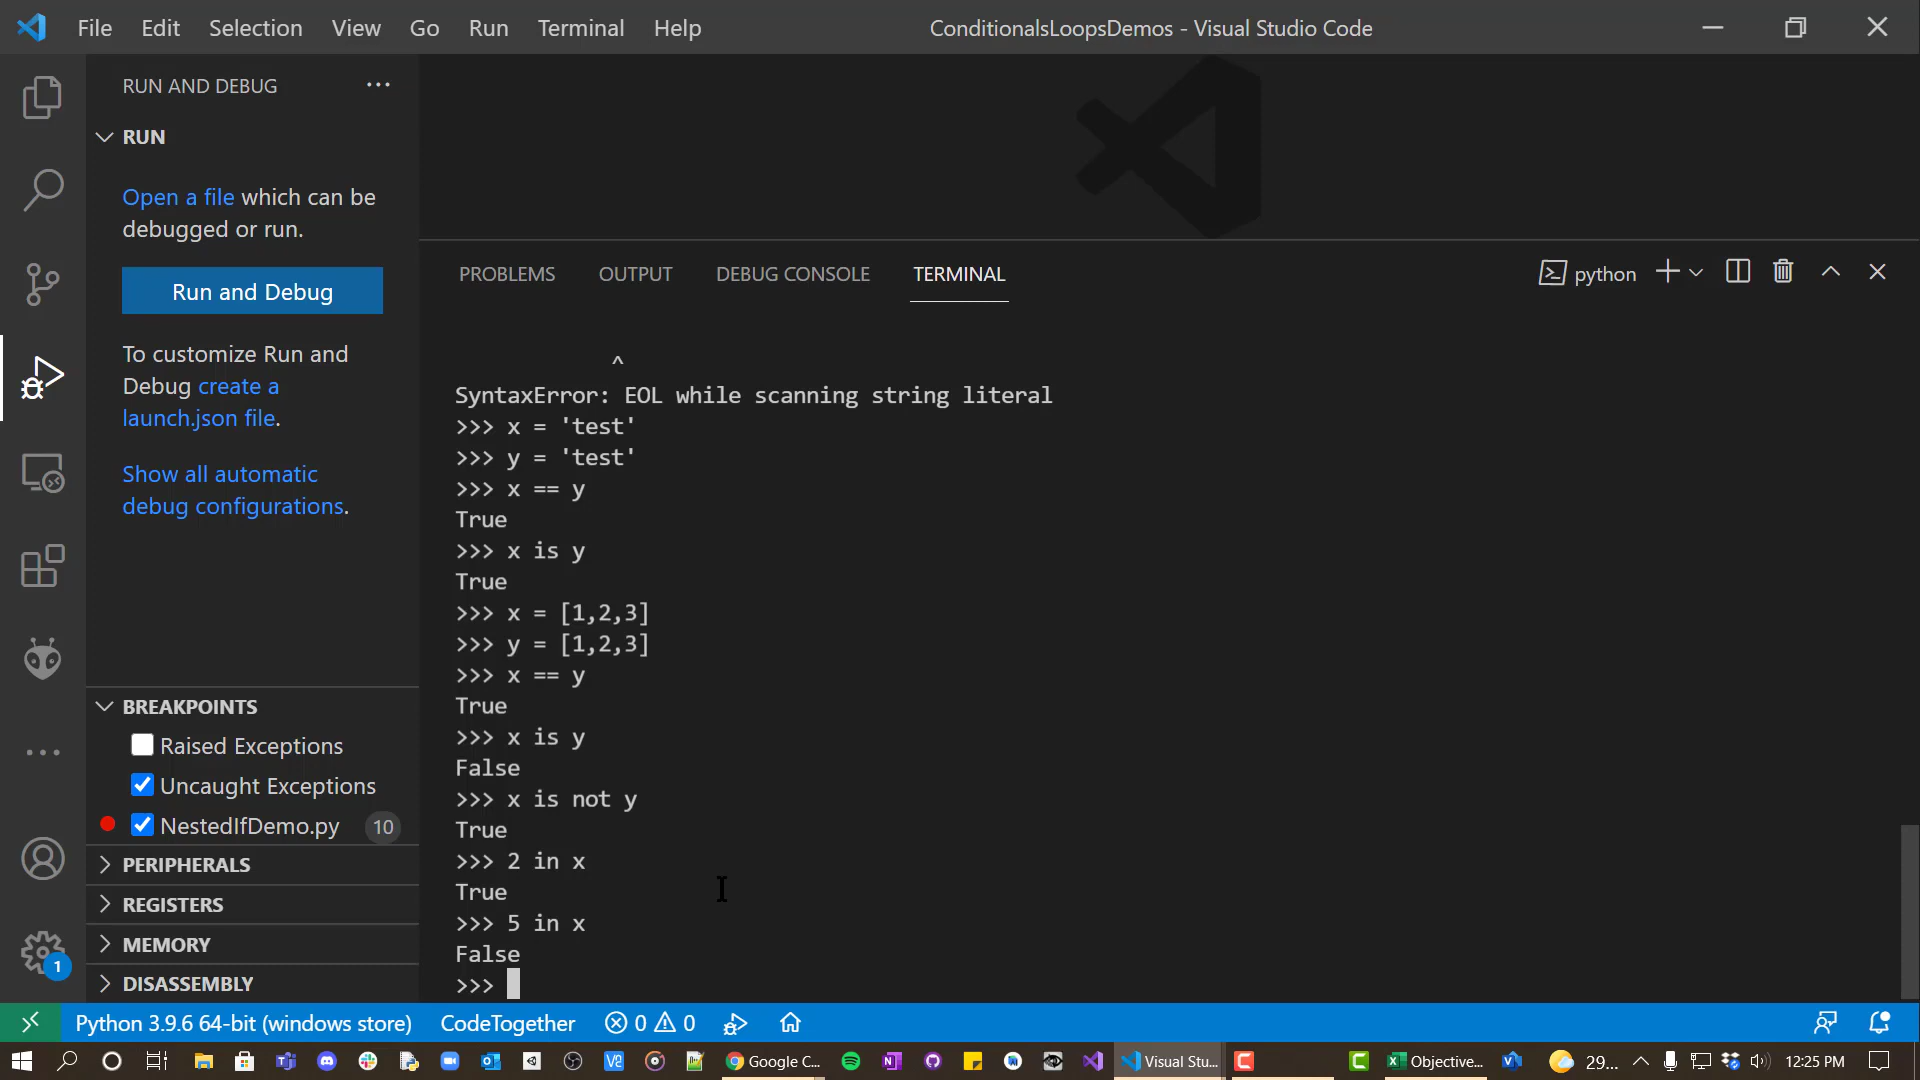 File Edit Selection View Go Run Terminal Help ConditionalsLoopsDemos - Visual Studio Code
RUN AND DEBUG ...
RUN
Open a file which can be
debugged or run.
Run and Debug
To customize Run and
Debug create a
launch.json file.
Show all automatic
debug configurations.
BREAKPOINTS
Raised Exceptions
Uncaught Exceptions
NestedIfDemo.py 10
PERIPHERALS
REGISTERS
MEMORY
DISASSEMBLY
1
PROBLEMS OUTPUT DEBUG CONSOLE TERMINAL python
^
SyntaxError: EOL while scanning string literal
>>> x = 'test'
>>> y = 'test'
>>> x == y
True
>>> x is y
True
>>> x = [1,2,3]
>>> y = [1,2,3]
>>> x == y
True
>>> x is y
False
>>> x is not y
True
>>> 2 in x
True
>>> 5 in x
False
>>>
Python 3.9.6 64-bit (windows store) CodeTogether 0 0
Google C... Visual Stu... Objective... 29... 12:25 PM